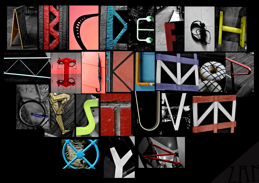 A B C D E F G H
I J K L M N O P
Q R S T U V W
X Y Z